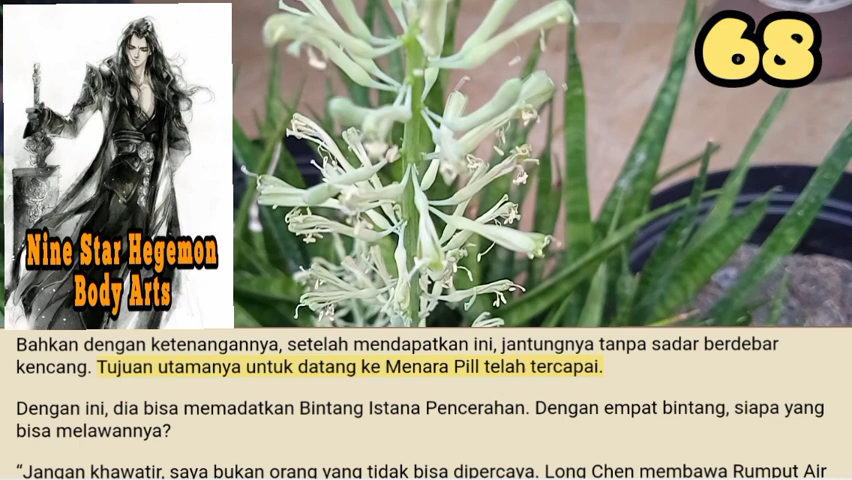 68
Nine Star Hegemon
Body Arts
Bahkan dengan ketenangannya, setelah mendapatkan ini, jantungnya tanpa sadar berdebar
kencang. Tujuan utamanya untuk datang ke Menara Pill telah tercapai.
Dengan ini, dia bisa memadatkan Bintang Istana Pencerahan. Dengan empat bintang, siapa yang
bisa melawannya?
“Jangan khawatir, saya bukan orang yang tidak bisa dipercaya. Long Chen membawa Rumput Air